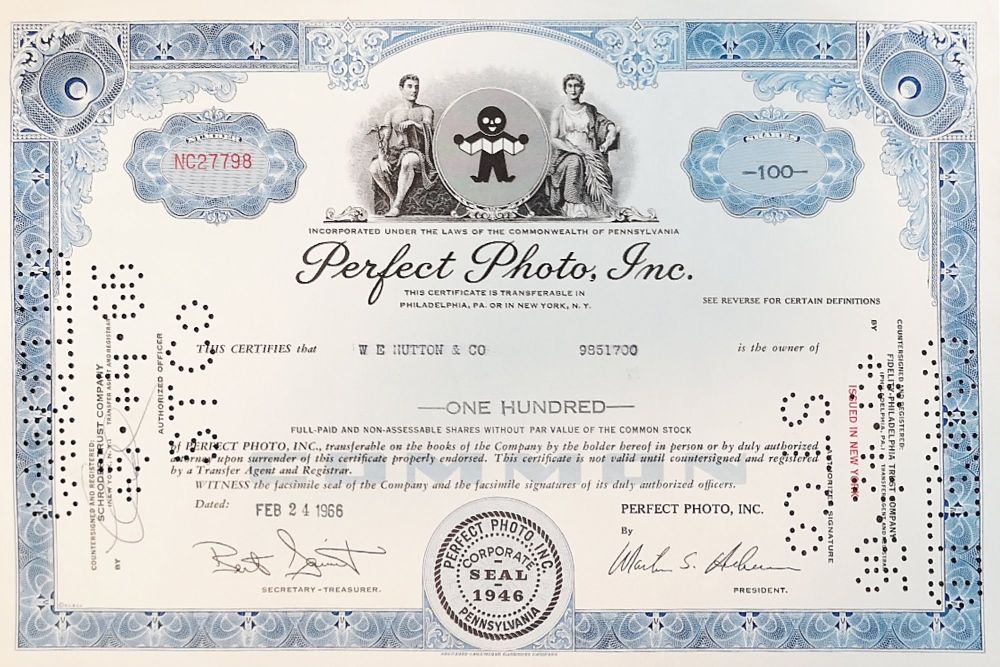 NUMBER
NC27798
SHARES
—100—
INCORPORATED UNDER THE LAWS OF THE COMMONWEALTH OF PENNSYLVANIA
Perfect Photo, Inc.
THIS CERTIFICATE IS TRANSFERABLE IN
PHILADELPHIA, PA. OR IN NEW YORK, N. Y.
SEE REVERSE FOR CERTAIN DEFINITIONS
THIS CERTIFIES that W E HUTTON & CO 9851700 is the owner of
—ONE HUNDRED—
FULL-PAID AND NON-ASSESSABLE SHARES WITHOUT PAR VALUE OF THE COMMON STOCK
of PERFECT PHOTO, INC., transferable on the books of the Company by the holder hereof in person or by duly authorized
attorney upon surrender of this certificate properly endorsed. This certificate is not valid until countersigned and registered
by a Transfer Agent and Registrar.
WITNESS the facsimile seal of the Company and the facsimile signatures of its duly authorized officers.
Dated: FEB 24 1966
PERFECT PHOTO, INC.
By
SECRETARY-TREASURER.
PRESIDENT.
PERFECT PHOTO, INC.
CORPORATE
SEAL
1946
PENNSYLVANIA
COUNTERSIGNED AND REGISTERED:
SCHRODER TRUST COMPANY
(NEW YORK, N.Y.) TRANSFER AGENT AND REGISTRAR
BY
AUTHORIZED OFFICER
COUNTERSIGNED AND REGISTERED:
FIDELITY-PHILADELPHIA TRUST COMPANY
(PHILADELPHIA, PA.) TRANSFER AGENT AND REGISTRAR
BY
ISSUED IN NEW YORK
AUTHORIZED SIGNATURE